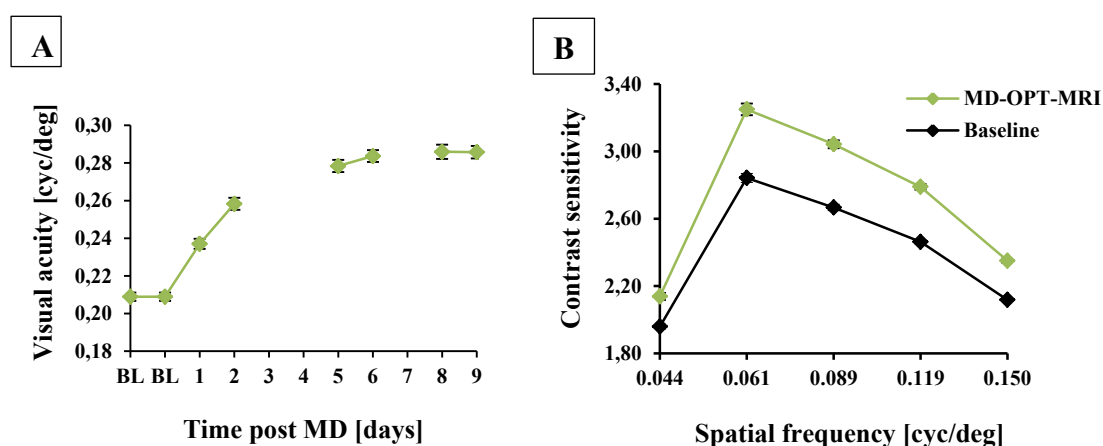 A
Visual acuity [cyc/deg]
0,30
0,28
0,26
0,24
0,22
0,20
0,18
BL BL 1 2 3 4 5 6 7 8 9
Time post MD [days]
B
Contrast sensitivity
3,40
3,00
2,60
2,20
1,80
MD-OPT-MRI
Baseline
0.044 0.061 0.089 0.119 0.150
Spatial frequency [cyc/deg]